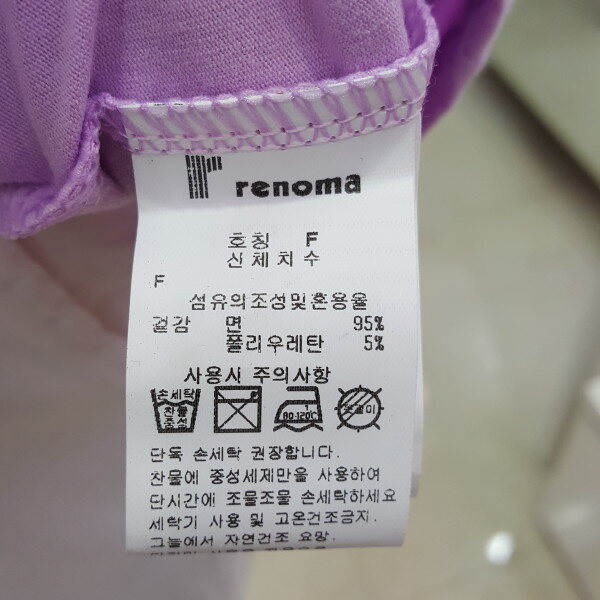 renoma
호칭 F
신체치수
F
섬유의조성및혼용율
겉감 면 95%
폴리우레탄 5%
사용시 주의사항
손세탁
찬물
중성
80-120℃
단독 손세탁 권장합니다.
찬물에 중성세제만을 사용하여
단시간에 조물조물 손세탁하세요
세탁기 사용 및 고온건조금지.
그늘에서 자연건조 요망.